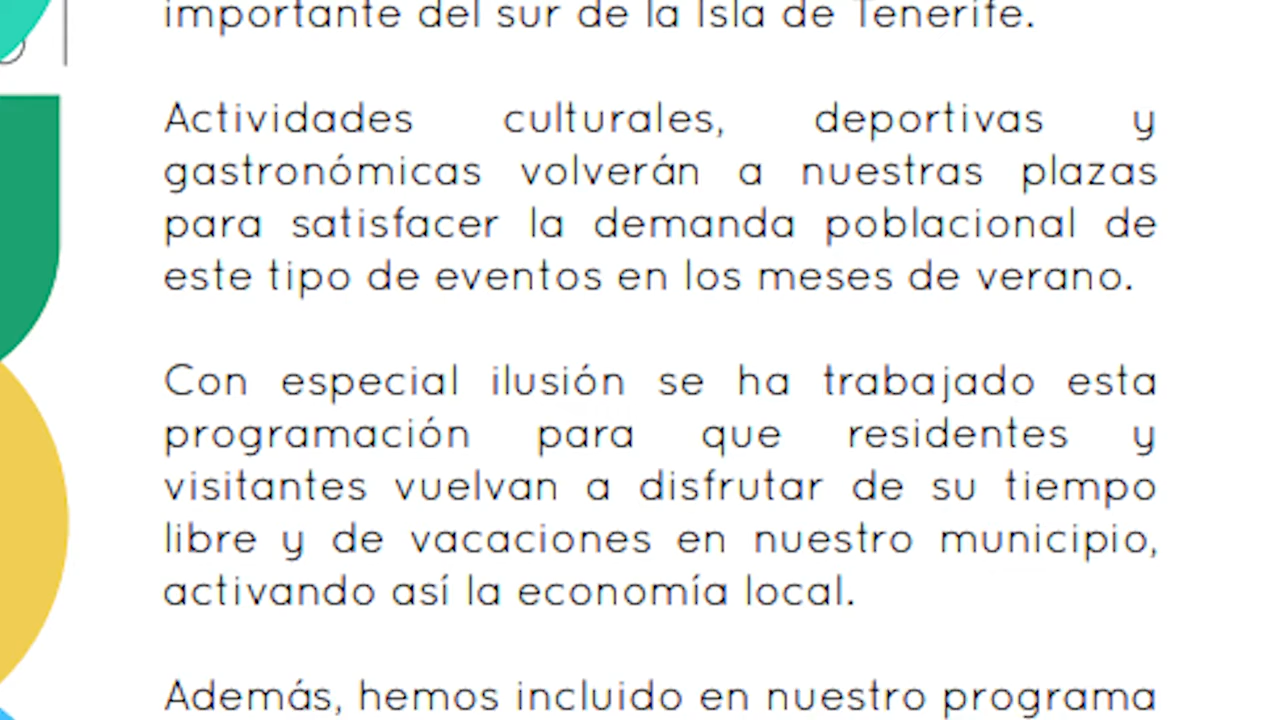 importante del sur de la Isla de Tenerife.
Actividades culturales, deportivas y
gastronómicas volverán a nuestras plazas
para satisfacer la demanda poblacional de
este tipo de eventos en los meses de verano.
Con especial ilusión se ha trabajado esta
programación para que residentes y
visitantes vuelvan a disfrutar de su tiempo
libre y de vacaciones en nuestro municipio,
activando así la economía local.
Además, hemos incluido en nuestro programa